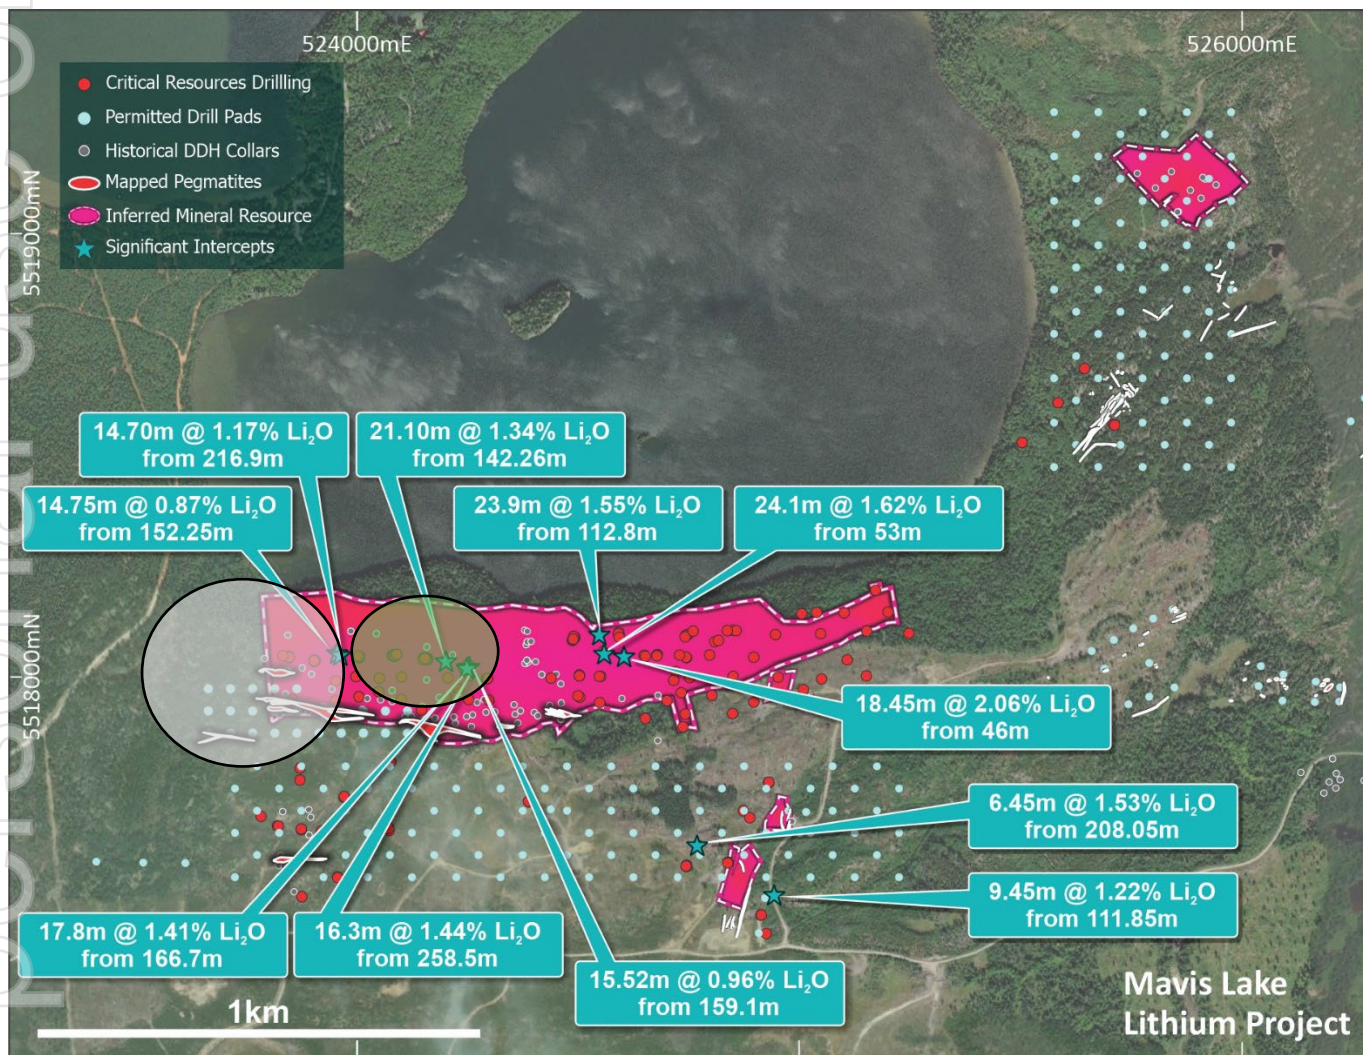 524000mE
526000mE
Critical Resources Drillling
Permitted Drill Pads
Historical DDH Collars
Mapped Pegmatites
Inferred Mineral Resource
Significant Intercepts
5519000mN
5518000mN
14.70m @ 1.17% Li₂O
from 216.9m
21.10m @ 1.34% Li₂O
from 142.26m
14.75m @ 0.87% Li₂O
from 152.25m
23.9m @ 1.55% Li₂O
from 112.8m
24.1m @ 1.62% Li₂O
from 53m
18.45m @ 2.06% Li₂O
from 46m
6.45m @ 1.53% Li₂O
from 208.05m
9.45m @ 1.22% Li₂O
from 111.85m
17.8m @ 1.41% Li₂O
from 166.7m
16.3m @ 1.44% Li₂O
from 258.5m
15.52m @ 0.96% Li₂O
from 159.1m
1km
Mavis Lake
Lithium Project